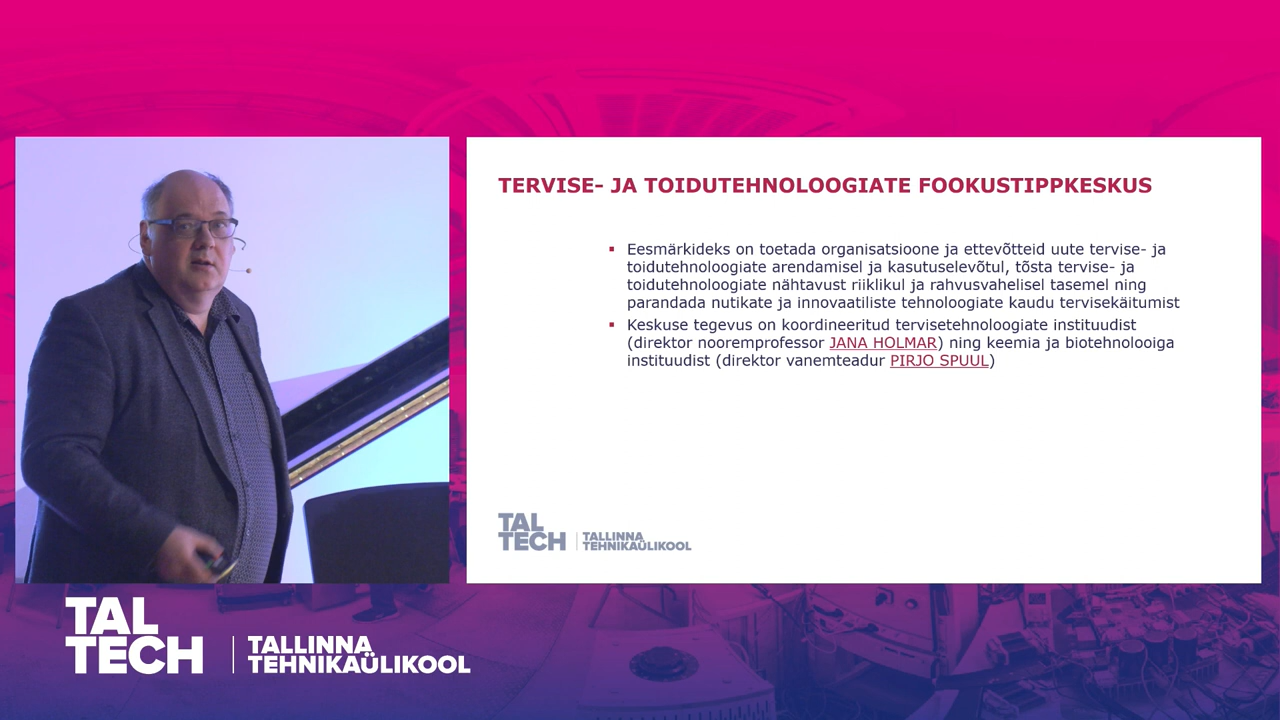 TERVISE- JA TOIDUTEHNOLOOGIATE FOOKUSTIPPKESKUS
▪ Eesmärkideks on toetada organisatsioone ja ettevõtteid uute tervise- ja
toidutehnoloogiate arendamisel ja kasutuselevõtul, tõsta tervise- ja
toidutehnoloogiate nähtavust riiklikul ja rahvusvahelisel tasemel ning
parandada nutikate ja innovaatiliste tehnoloogiate kaudu tervisekäitumist
▪ Keskuse tegevus on koordineeritud tervisetehnoloogiate instituudist
(direktor nooremprofessor JANA HOLMAR) ning keemia ja biotehnolooiga
instituudist (direktor vanemteadur PIRJO SPUUL)
TAL
TECH
TALLINNA
TEHNIKAÜLIKOOL
TAL
TECH
TALLINNA
TEHNIKAÜLIKOOL